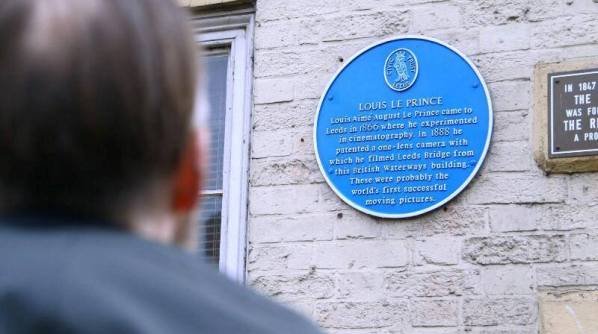 LOUIS LE PRINCE
Louis Aimé August Le Prince came to
Leeds in 1866 where he experimented
in cinematography. In 1888 he
patented a one-lens camera with
which he filmed Leeds Bridge from
this British Waterways building.
These were probably the
world's first successful
moving pictures.
IN 1847
THE
WAS FO
THE R
A PRO